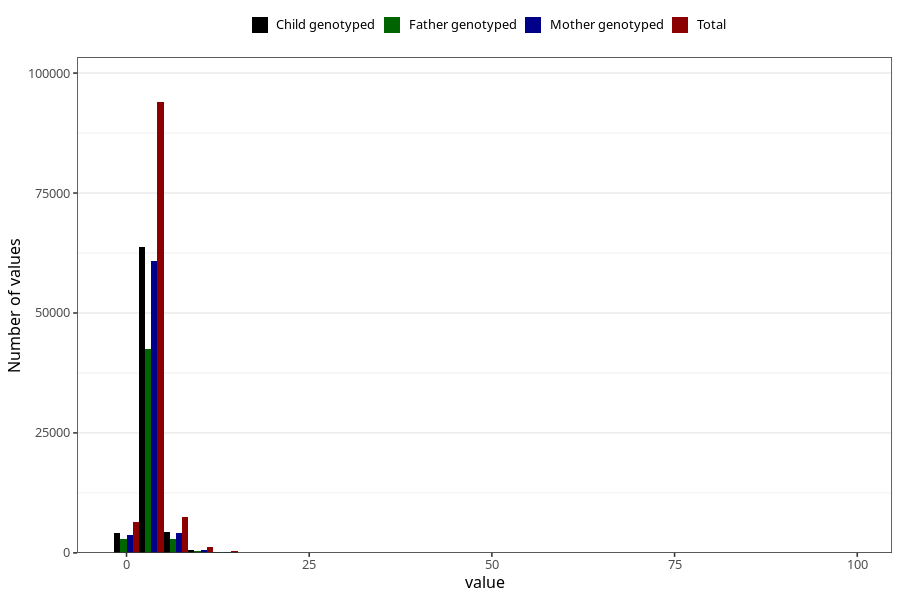 Child genotyped Father genotyped Mother genotyped Total
100000
75000
50000
25000
0
Number of values
0 25 50 75 100
value